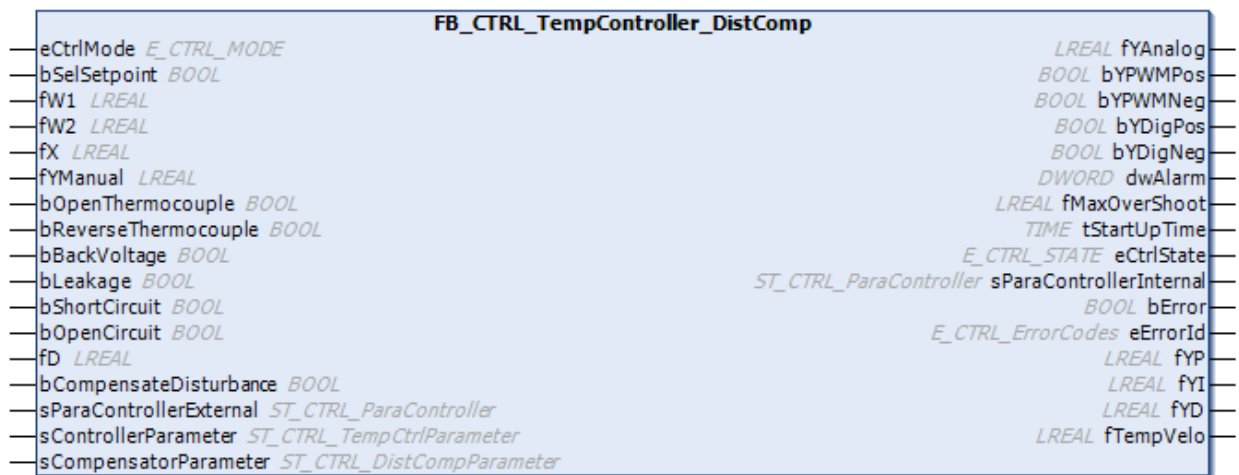 FB_CTRL_TempController_DistComp
eCtrlMode E_CTRL_MODE LREAL fYAnalog
bSelSetpoint BOOL BOOL bYPWMPos
fW1 LREAL BOOL bYPWMNeg
fW2 LREAL BOOL bYDigPos
fX LREAL BOOL bYDigNeg
fYManual LREAL DWORD dwAlarm
bOpenThermocouple BOOL LREAL fMaxOverShoot
bReverseThermocouple BOOL TIME tStartUpTime
bBackVoltage BOOL E_CTRL_STATE eCtrlState
bLeakage BOOL ST_CTRL_ParaController sParaControllerInternal
bShortCircuit BOOL BOOL bError
bOpenCircuit BOOL E_CTRL_ErrorCodes eErrorId
fD LREAL LREAL fYP
bCompensateDisturbance BOOL LREAL fYI
sParaControllerExternal ST_CTRL_ParaController LREAL fYD
sControllerParameter ST_CTRL_TempCtrlParameter LREAL fTempVelo
sCompensatorParameter ST_CTRL_DistCompParameter